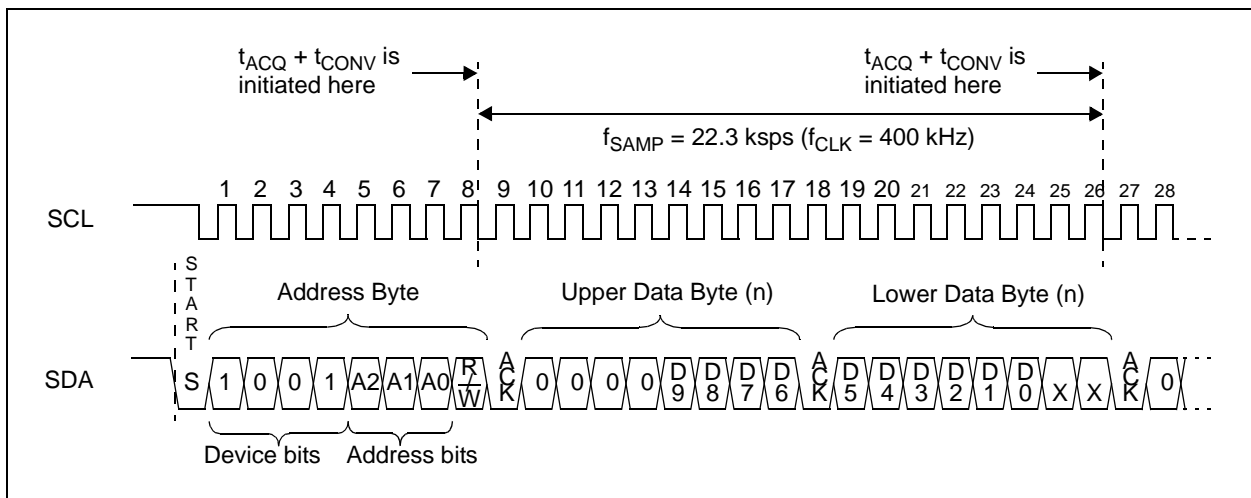 tACQ + tCONV is
initiated here
tACQ + tCONV is
initiated here
fSAMP = 22.3 ksps (fCLK = 400 kHz)
SCL
1 2 3 4 5 6 7 8 9 10 11 12 13 14 15 16 17 18 19 20 21 22 23 24 25 26 27 28
START
Address Byte
Upper Data Byte (n)
Lower Data Byte (n)
SDA
S 1 0 0 1 A2 A1 A0 R/W ACK 0 0 0 0 D9 D8 D7 D6 ACK D5 D4 D3 D2 D1 D0 X X ACK 0
Device bits
Address bits